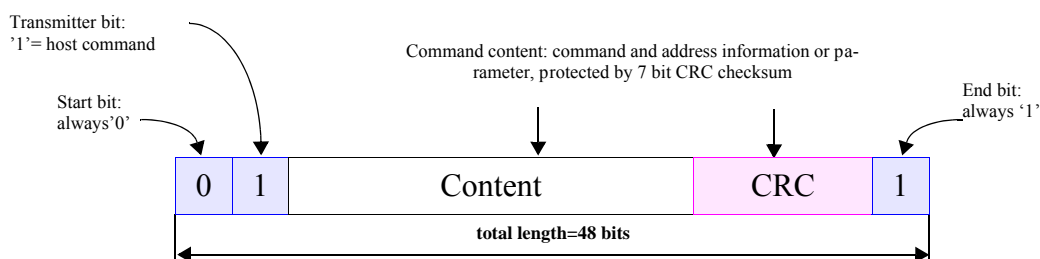 Transmitter bit:
’1’= host command
Command content: command and address information or pa-
rameter, protected by 7 bit CRC checksum
Start bit:
always’0’
End bit:
always ‘1’
0 1 Content CRC 1
total length=48 bits